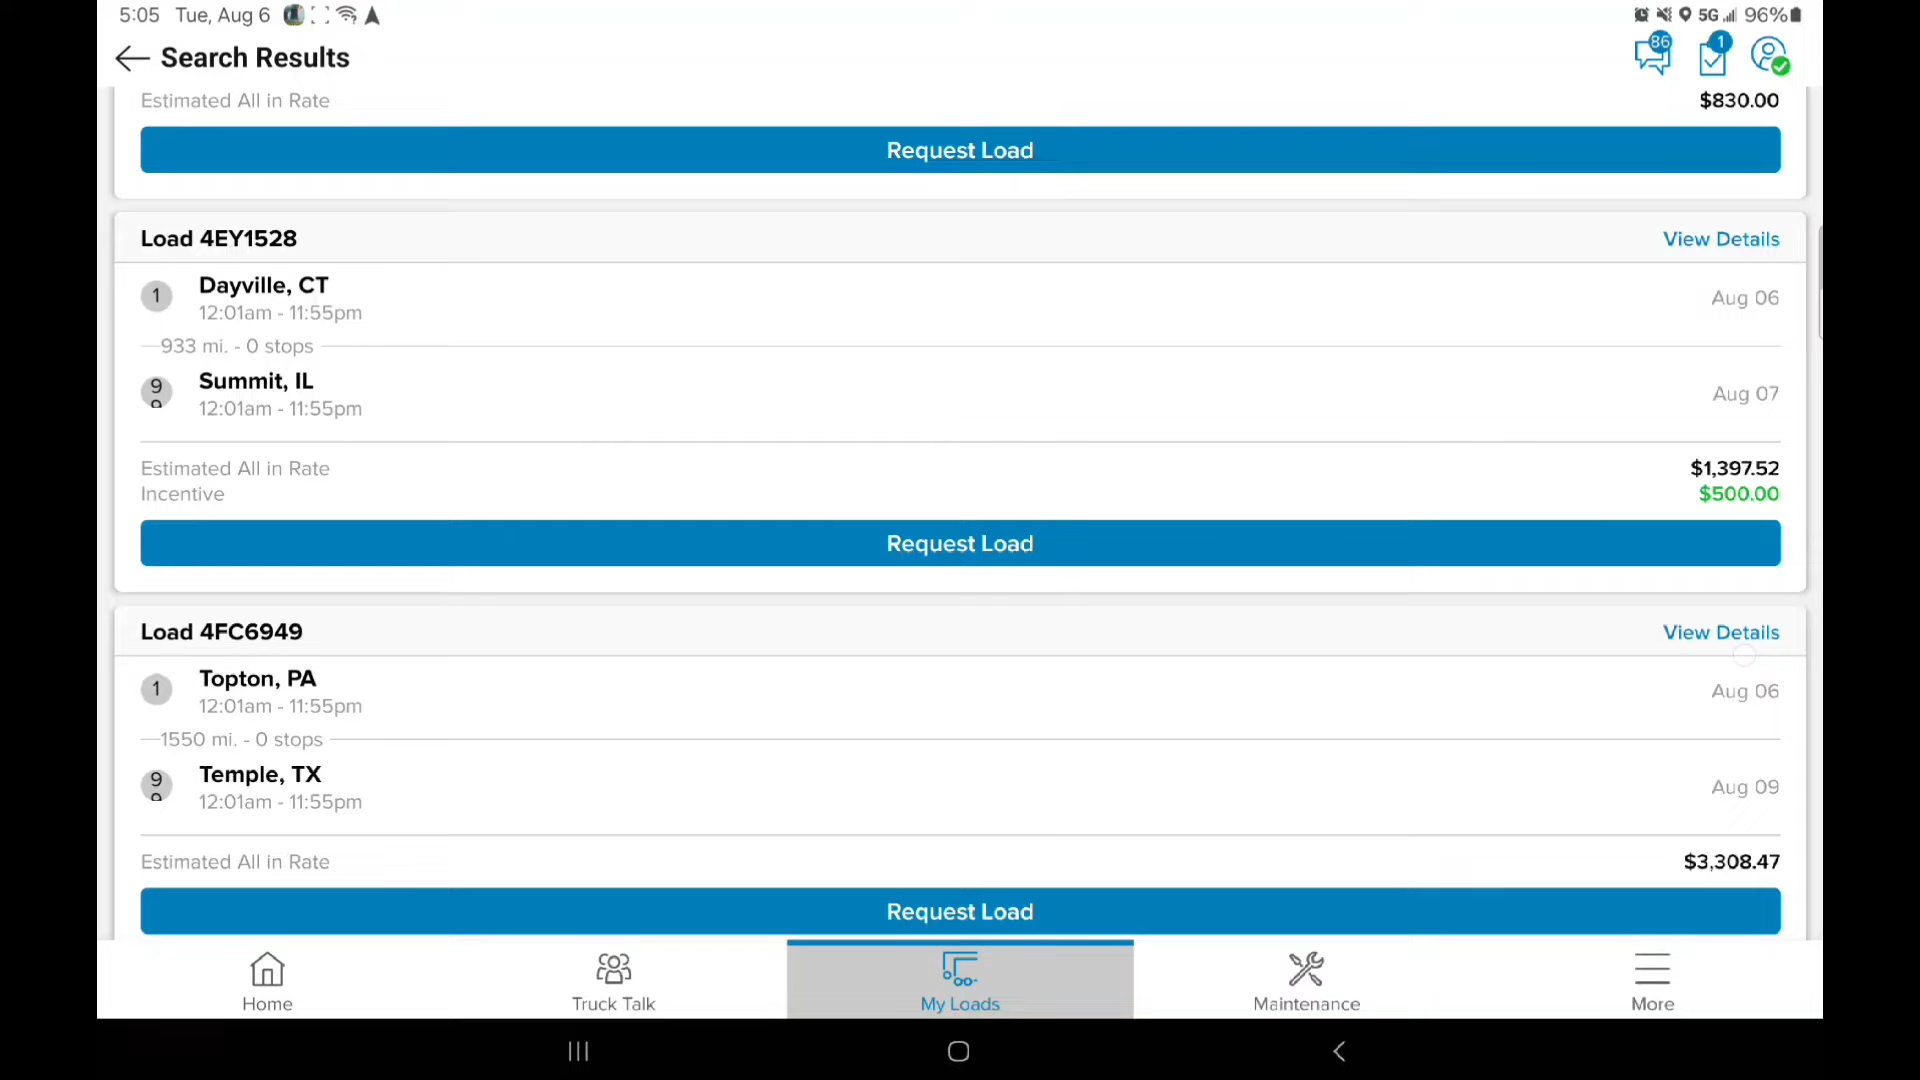 5:05 Tue, Aug 6
5G 96%
Search Results
86
1
Estimated All in Rate $830.00
Request Load
Load 4EY1528 View Details
1 Dayville, CT
12:01am - 11:55pm Aug 06
933 mi. - 0 stops
99 Summit, IL
12:01am - 11:55pm Aug 07
Estimated All in Rate $1,397.52
Incentive $500.00
Request Load
Load 4FC6949 View Details
1 Topton, PA
12:01am - 11:55pm Aug 06
1550 mi. - 0 stops
99 Temple, TX
12:01am - 11:55pm Aug 09
Estimated All in Rate $3,308.47
Request Load
Home Truck Talk My Loads Maintenance More